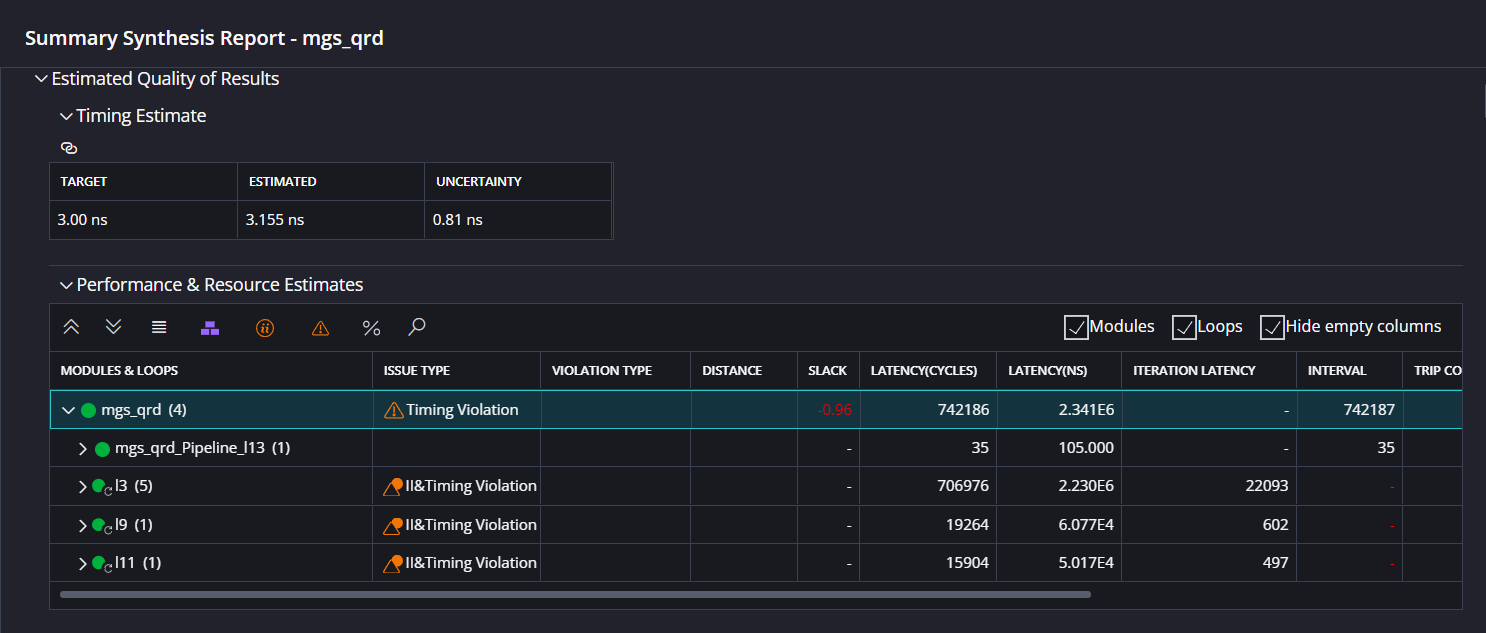 Summary Synthesis Report - mgs_qrd
Estimated Quality of Results
Timing Estimate
TARGET ESTIMATED UNCERTAINTY
3.00 ns 3.155 ns 0.81 ns
Performance & Resource Estimates
% Modules Loops Hide empty columns
MODULES & LOOPS ISSUE TYPE VIOLATION TYPE DISTANCE SLACK LATENCY(CYCLES) LATENCY(NS) ITERATION LATENCY INTERVAL TRIP CO
mgs_qrd (4) Timing Violation -0.96 742186 2.341E6 - 742187
mgs_qrd_Pipeline_l13 (1) - 35 105.000 - 35
l3 (5) II&Timing Violation - 706976 2.230E6 22093 -
l9 (1) II&Timing Violation - 19264 6.077E4 602 -
l11 (1) II&Timing Violation - 15904 5.017E4 497 -